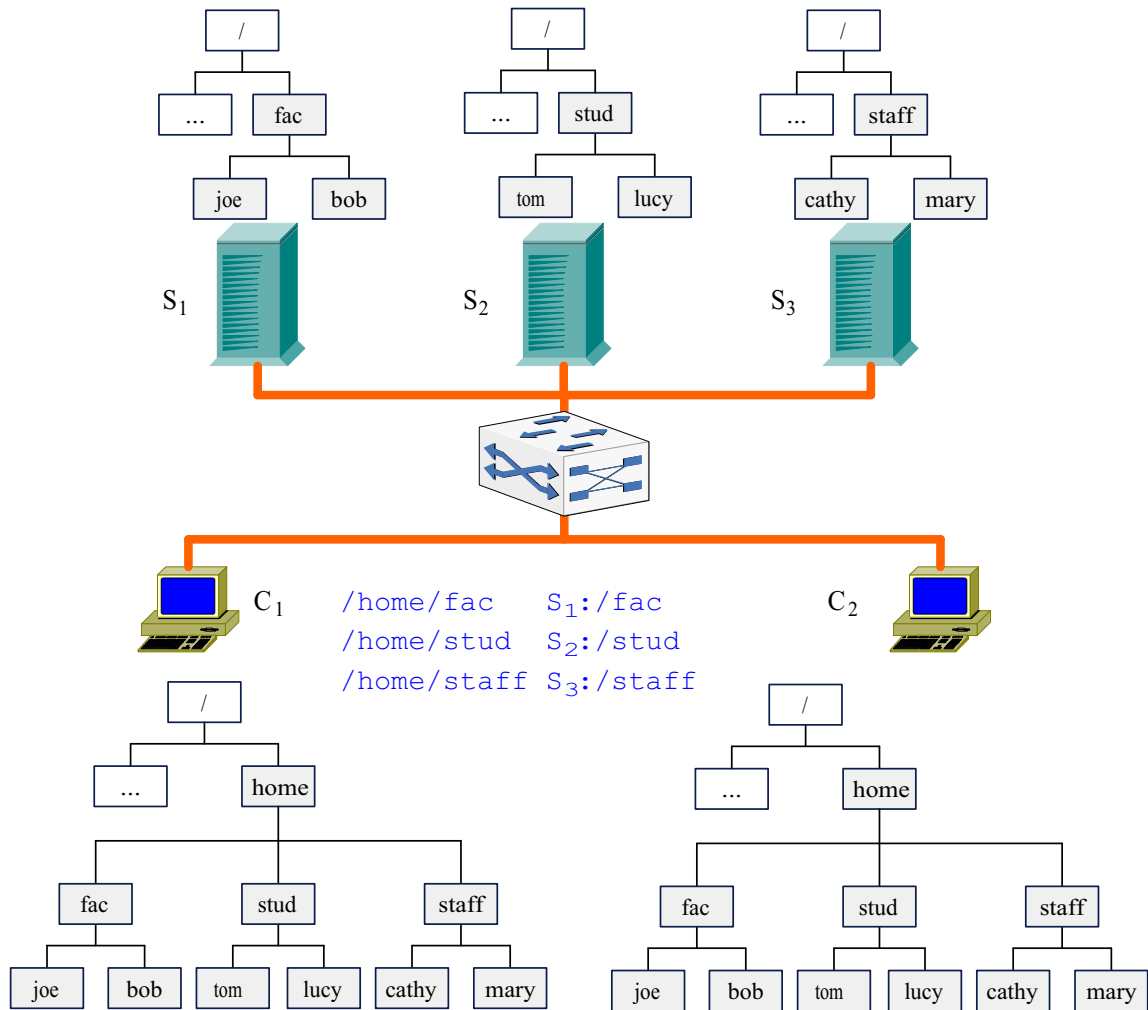 / / /
... fac ... stud ... staff
joe bob tom lucy cathy mary
S1 S2 S3
C1 /home/fac S1:/fac C2
/home/stud S2:/stud
/home/staff S3:/staff
/ /
... home ... home
fac stud staff fac stud staff
joe bob tom lucy cathy mary joe bob tom lucy cathy mary